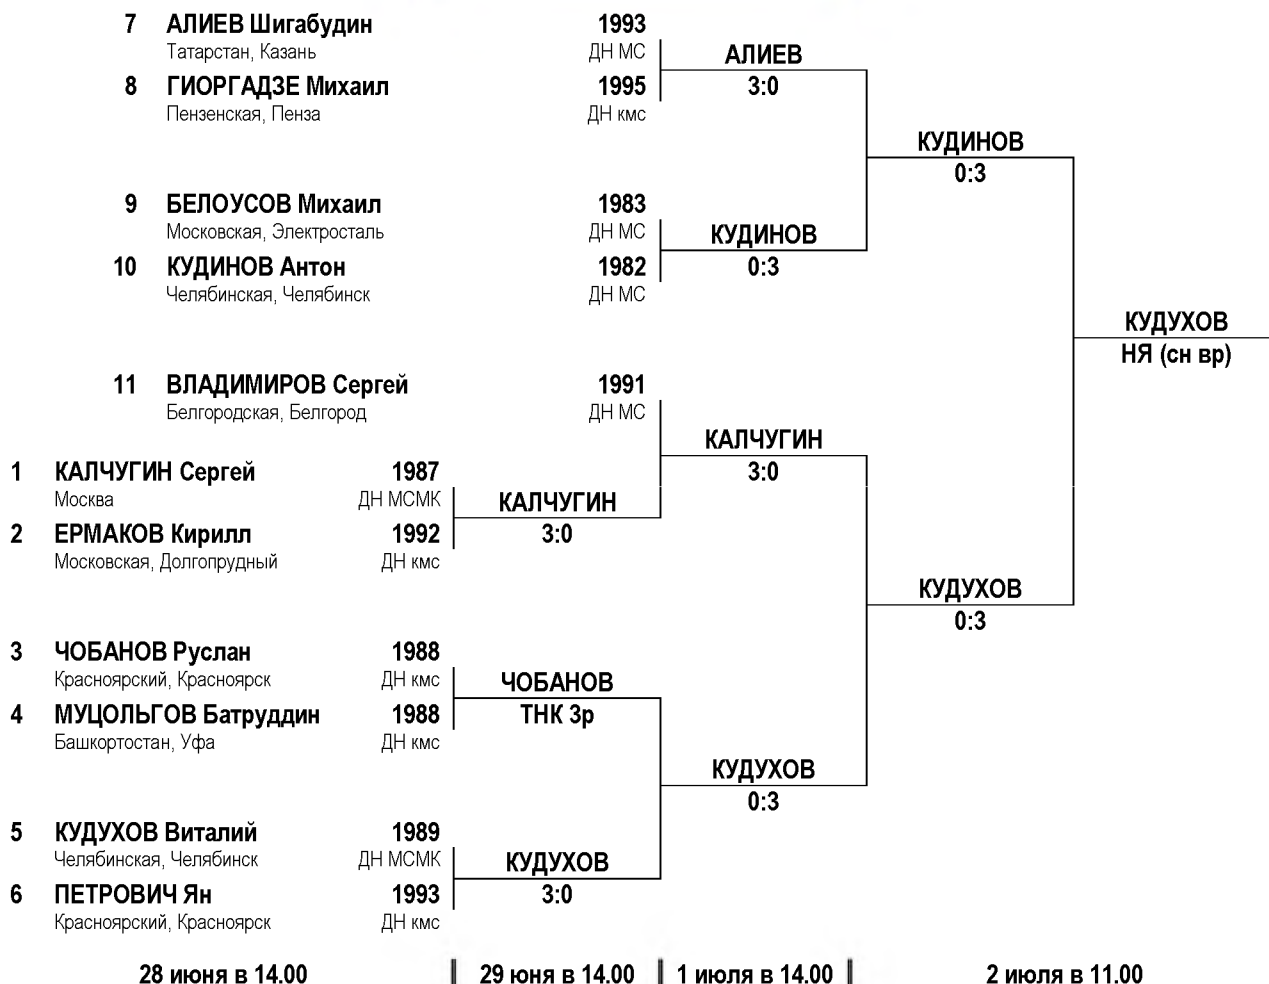 7 АЛИЕВ Шигабудин 1993
Татарстан, Казань ДН МС
АЛИЕВ
3:0
8 ГИОРГАДЗЕ Михаил 1995
Пензенская, Пенза ДН кмс
КУДИНОВ
0:3
9 БЕЛОУСОВ Михаил 1983
Московская, Электросталь ДН МС
КУДИНОВ
0:3
10 КУДИНОВ Антон 1982
Челябинская, Челябинск ДН МС
КУДУХОВ
НЯ (сн вр)
11 ВЛАДИМИРОВ Сергей 1991
Белгородская, Белгород ДН МС
КАЛЧУГИН
3:0
1 КАЛЧУГИН Сергей 1987
Москва ДН МСМК
КАЛЧУГИН
3:0
2 ЕРМАКОВ Кирилл 1992
Московская, Долгопрудный ДН кмс
КУДУХОВ
0:3
3 ЧОБАНОВ Руслан 1988
Красноярский, Красноярск ДН кмс
ЧОБАНОВ
ТНК 3р
4 МУЦОЛЬГОВ Батруддин 1988
Башкортостан, Уфа ДН кмс
КУДУХОВ
0:3
5 КУДУХОВ Виталий 1989
Челябинская, Челябинск ДН МСМК
КУДУХОВ
3:0
6 ПЕТРОВИЧ Ян 1993
Красноярский, Красноярск ДН кмс
28 июня в 14.00 29 юня в 14.00 1 июля в 14.00 2 июля в 11.00